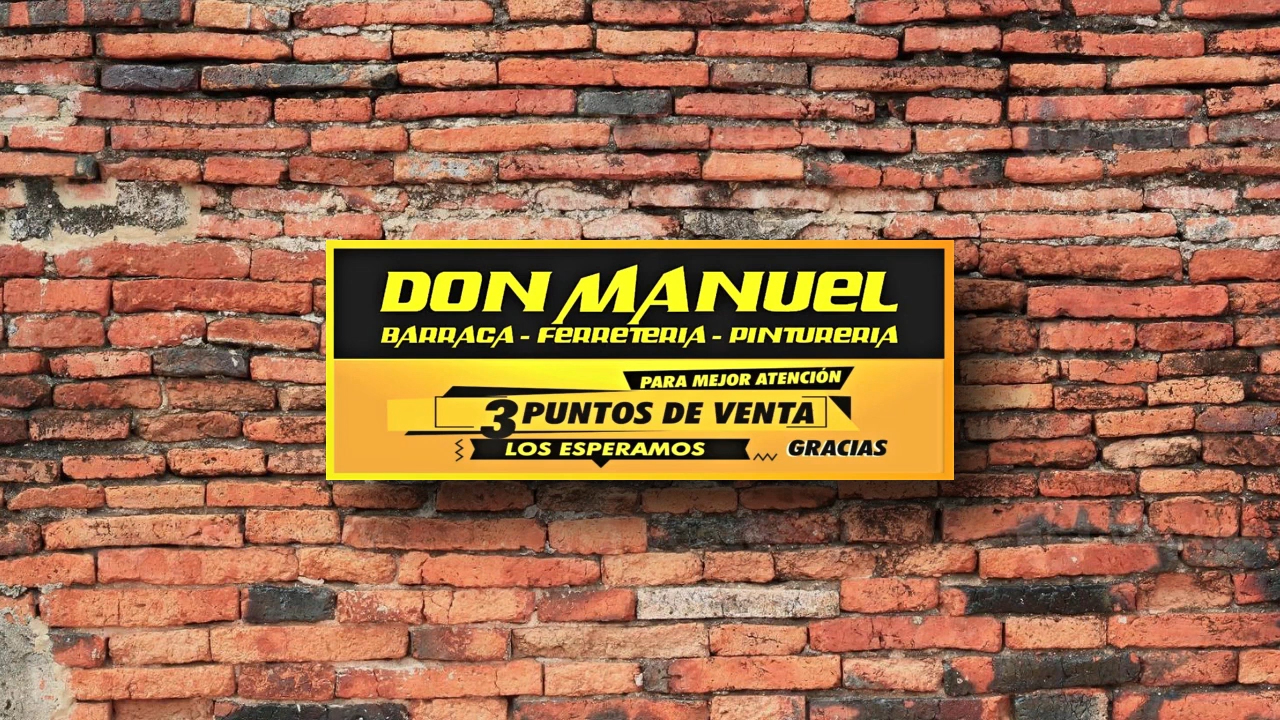 DON MANUEL
BARRACA - FERRETERIA - PINTURERIA
PARA MEJOR ATENCIÓN
3 PUNTOS DE VENTA
LOS ESPERAMOS
GRACIAS